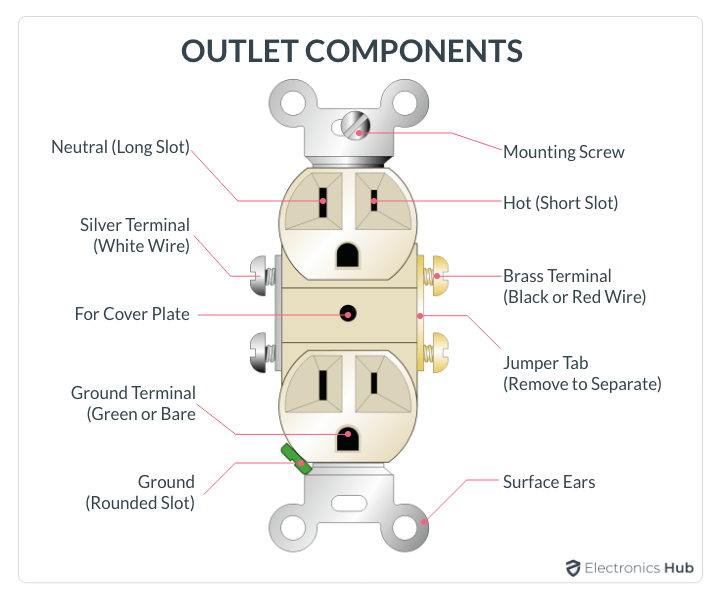 OUTLET COMPONENTS
Neutral (Long Slot)
Mounting Screw
Hot (Short Slot)
Silver Terminal
(White Wire)
Brass Terminal
(Black or Red Wire)
For Cover Plate
Jumper Tab
(Remove to Separate)
Ground Terminal
(Green or Bare
Ground
(Rounded Slot)
Surface Ears
Electronics Hub